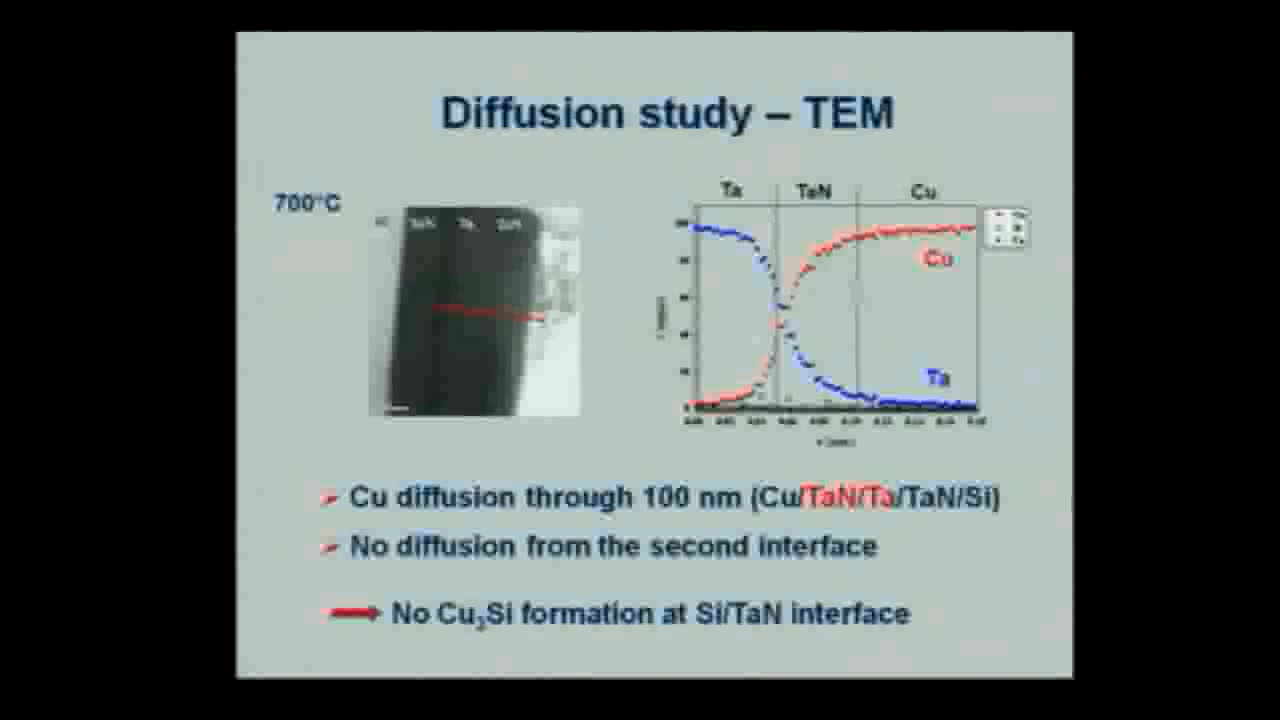 Diffusion study – TEM
700°C
Ta TaN Cu
Cu
Ta
➢ Cu diffusion through 100 nm (Cu/TaN/Ta/TaN/Si)
➢ No diffusion from the second interface
No Cu3Si formation at Si/TaN interface